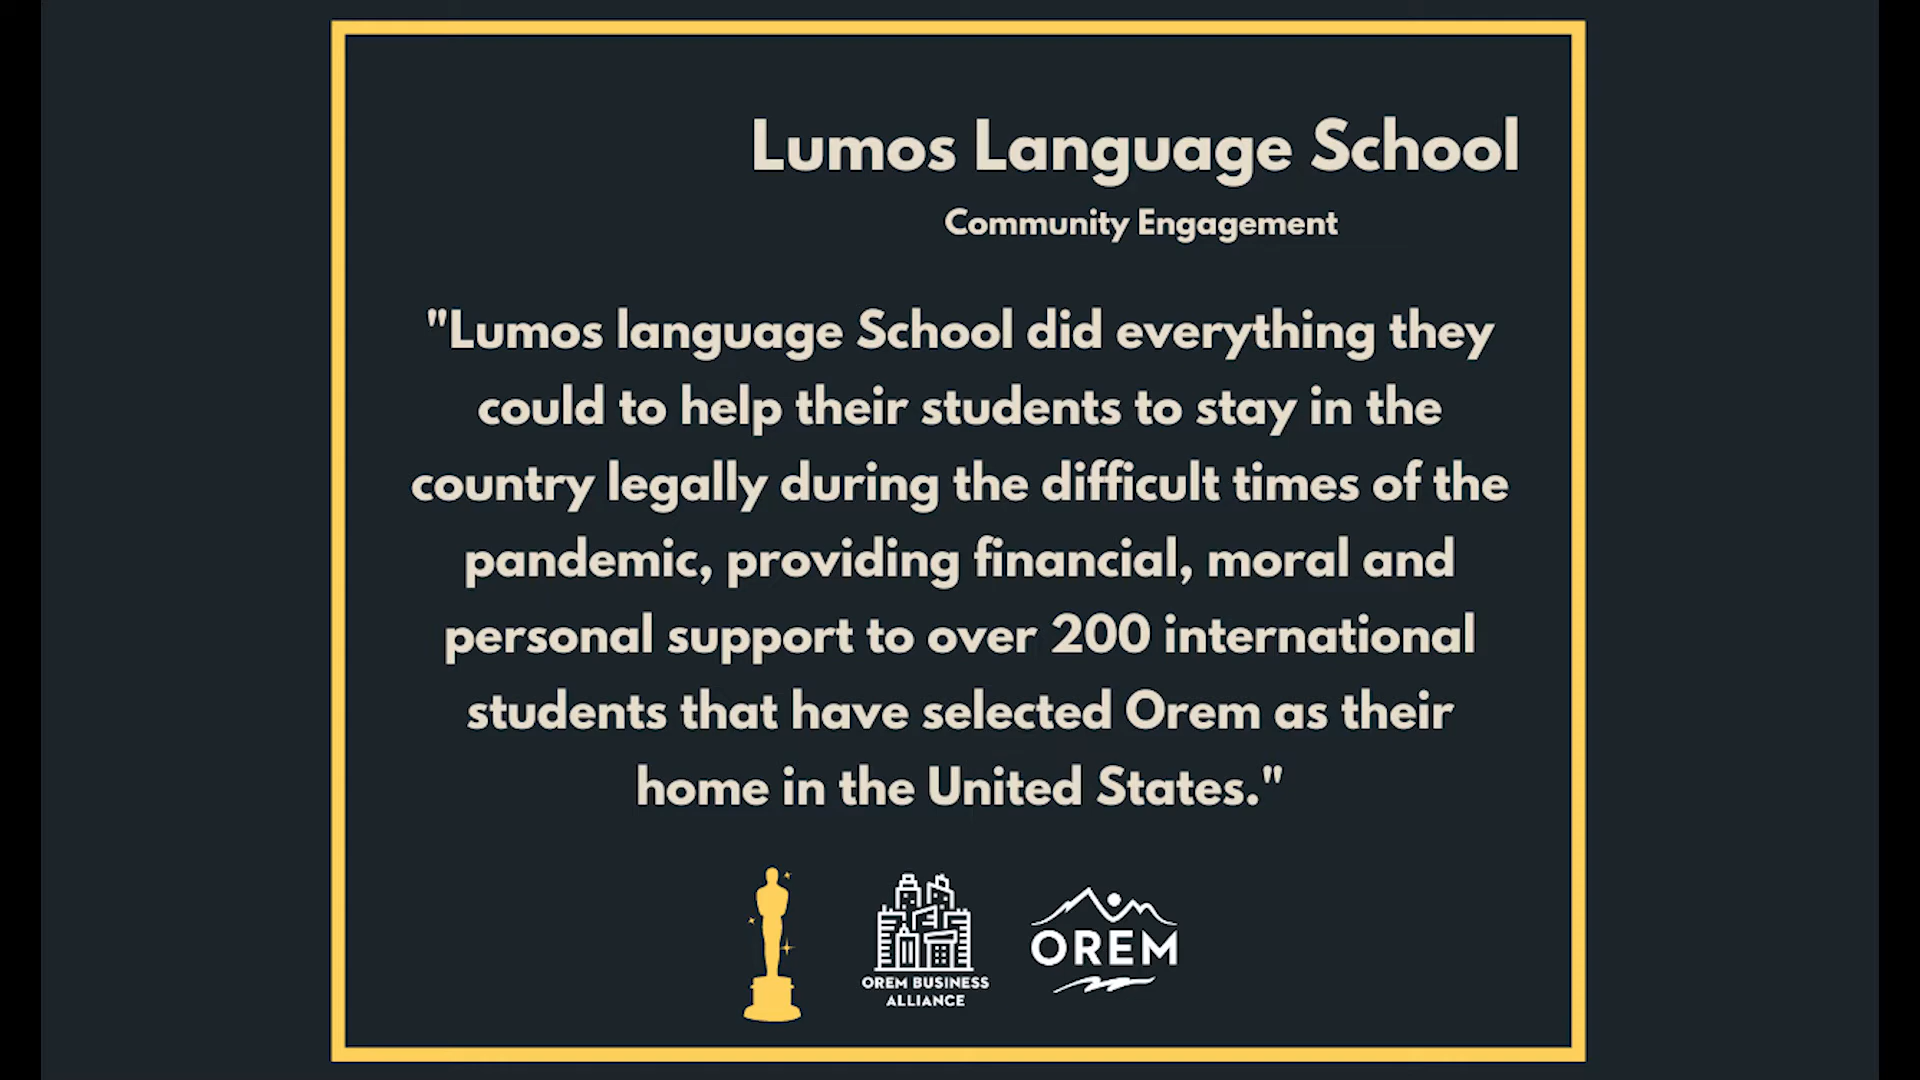 Lumos Language School
Community Engagement
"Lumos language School did everything they
could to help their students to stay in the
country legally during the difficult times of the
pandemic, providing financial, moral and
personal support to over 200 international
students that have selected Orem as their
home in the United States."
OREM BUSINESS
ALLIANCE
OREM